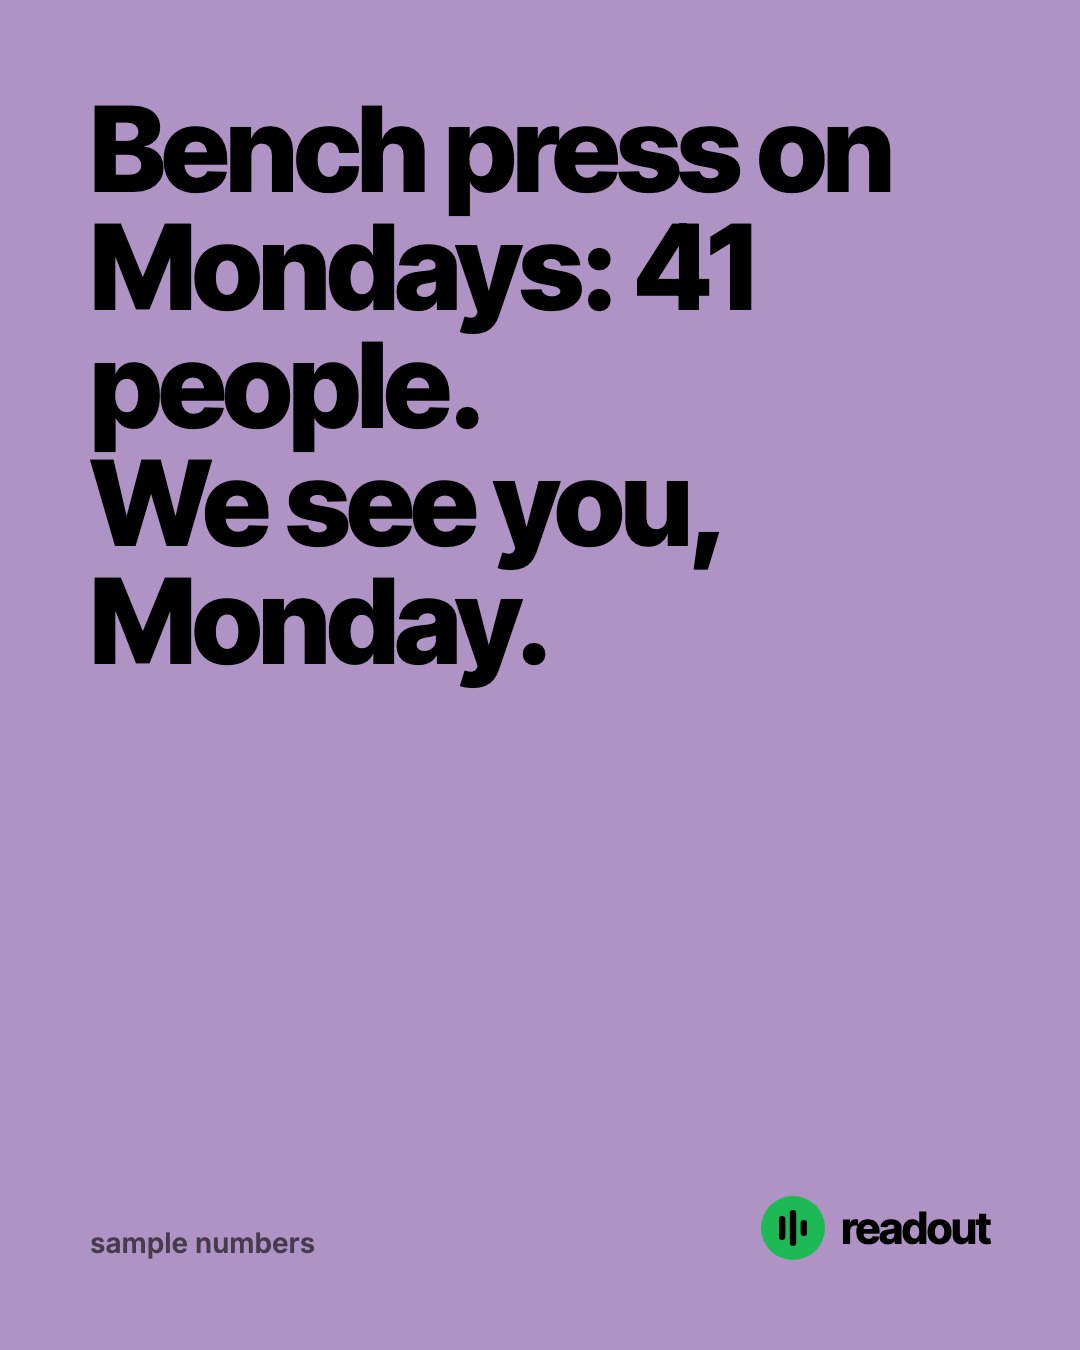 Bench press on
Mondays: 41
people.
We see you,
Monday.
sample numbers
readout